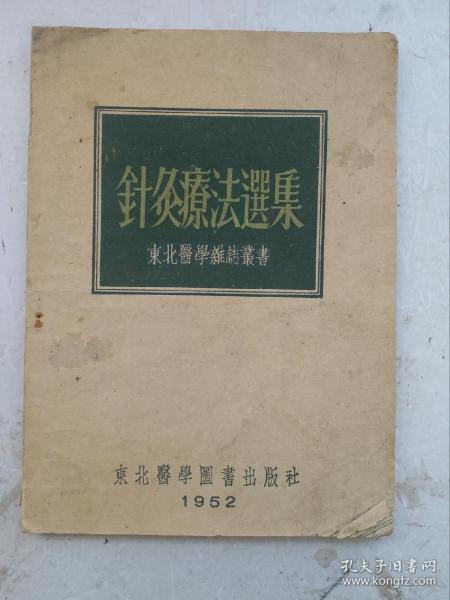 針灸療法選集
東北醫學雜誌叢書
東北醫學圖書出版社
1952
孔夫子旧书网
www.kongfz.com